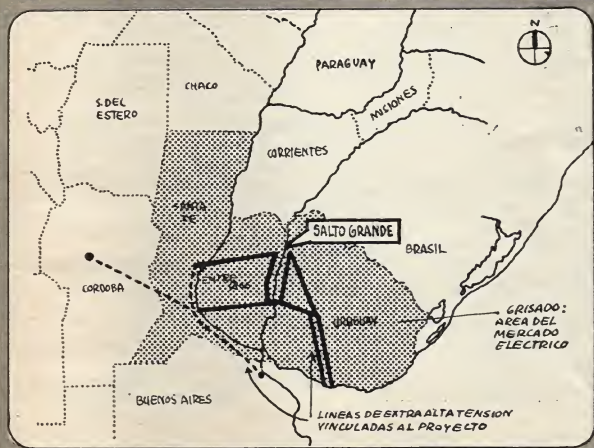 N
PARAGUAY
CHACO
S. DEL
ESTERO
MISIONES
CORRIENTES
SANTA
FE
SALTO GRANDE
BRASIL
ENTRE
RIOS
CORDOBA
URUGUAY
GRISADO:
AREA DEL
MERCADO
ELECTRICO
BUENOS AIRES
LINEAS DE EXTRA ALTA TENSION
VINCULADAS AL PROYECTO